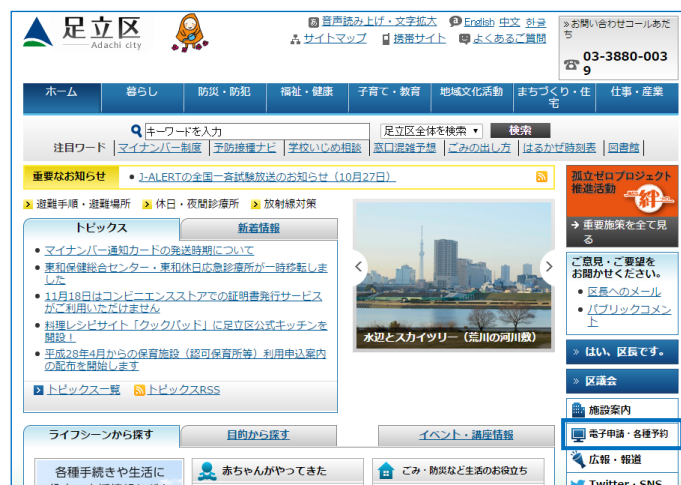 足立区
Adachi city
音声読み上げ・文字拡大 English 中文 한글
サイトマップ 携帯サイト よくあるご質問
»お問い合わせコールあだ
ち
03-3880-003
9
ホーム 暮らし 防災・防犯 福祉・健康 子育て・教育 地域文化活動 まちづくり・住
宅 仕事・産業
キーワードを入力 足立区全体を検索 ▼ 検索
注目ワード マイナンバー制度 予防接種ナビ 学校いじめ相談 窓口混雑予想 ごみの出し方 はるかぜ時刻表 図書館
重要なお知らせ
J-ALERTの全国一斉試験放送のお知らせ（10月27日）
避難手順・避難場所 休日・夜間診療所 放射線対策
トピックス 新着情報
マイナンバー通知カードの発送時期について
東和保健総合センター・東和休日応急診療所が一時移転しま
した
11月18日はコンビニエンスストアでの証明書発行サービス
がご利用いただけません
料理レシピサイト「クックパッド」に足立区公式キッチンを
開設！
平成28年4月からの保育施設（認可保育所等）利用申込案内
の配布を開始します
トピックス一覧 トピックスRSS
水辺とスカイツリー（荒川の河川敷）
孤立ゼロプロジェクト
推進活動
絆
重要施策を全て見
る
ご意見・ご要望を
お聞かせください。
区長へのメール
パブリックコメン
ト
» はい、区長です。
» 区議会
施設案内
電子申請・各種予約
広報・報道
Twitter・SNS
ライフシーンから探す 目的から探す イベント・講座情報
各種手続きや生活に
赤ちゃんがやってきた
ごみ・防災など生活のお役立ち